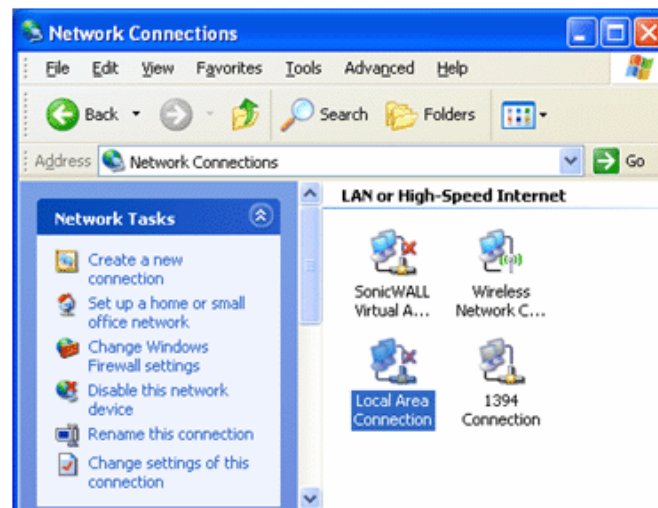 Network Connections
File Edit View Favorites Tools Advanced Help
Back Search Folders
Address Network Connections Go
Network Tasks
Create a new
connection
Set up a home or small
office network
Change Windows
Firewall settings
Disable this network
device
Rename this connection
Change settings of this
connection
LAN or High-Speed Internet
SonicWALL
Virtual A...
Wireless
Network C...
Local Area
Connection
1394
Connection